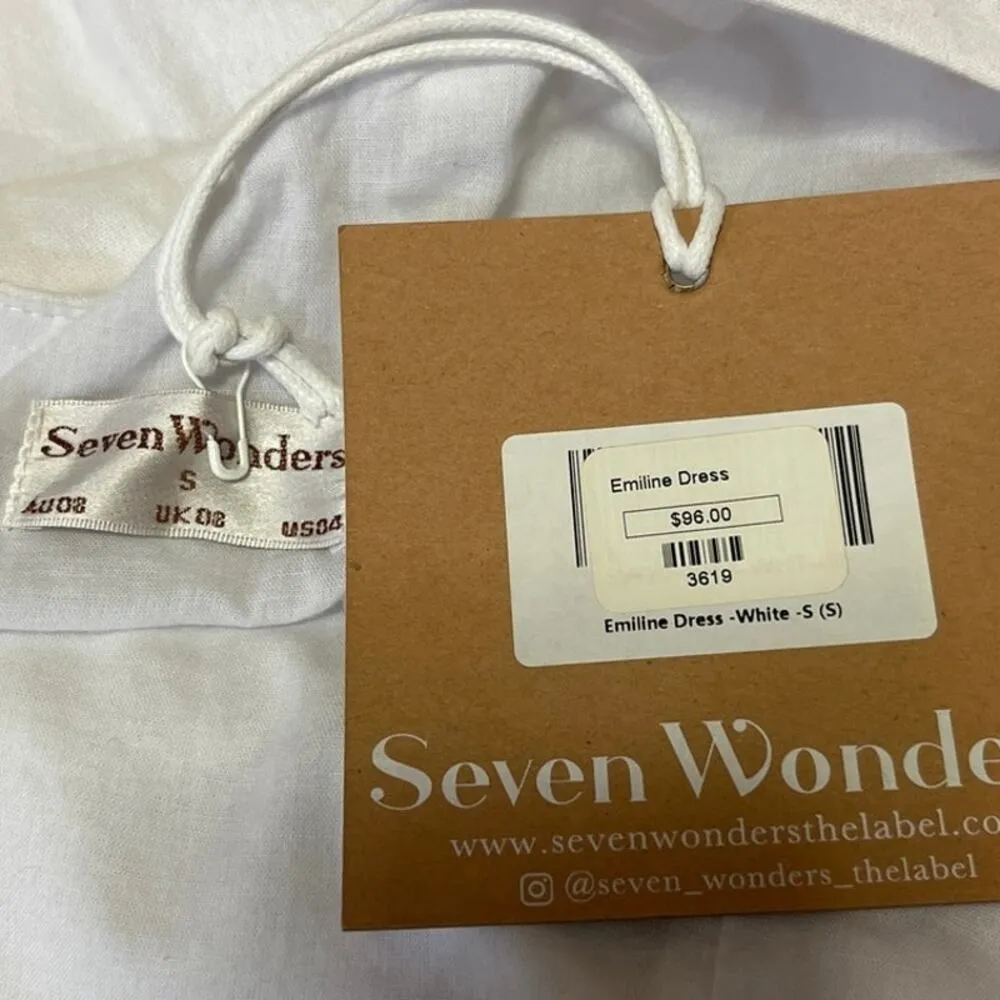 Seven Wonders
S
AU08 UK08 US04
Emiline Dress
$96.00
3619
Emiline Dress -White -S (S)
Seven Wonde
www.sevenwondersthelabel.co
@seven_wonders_thelabel